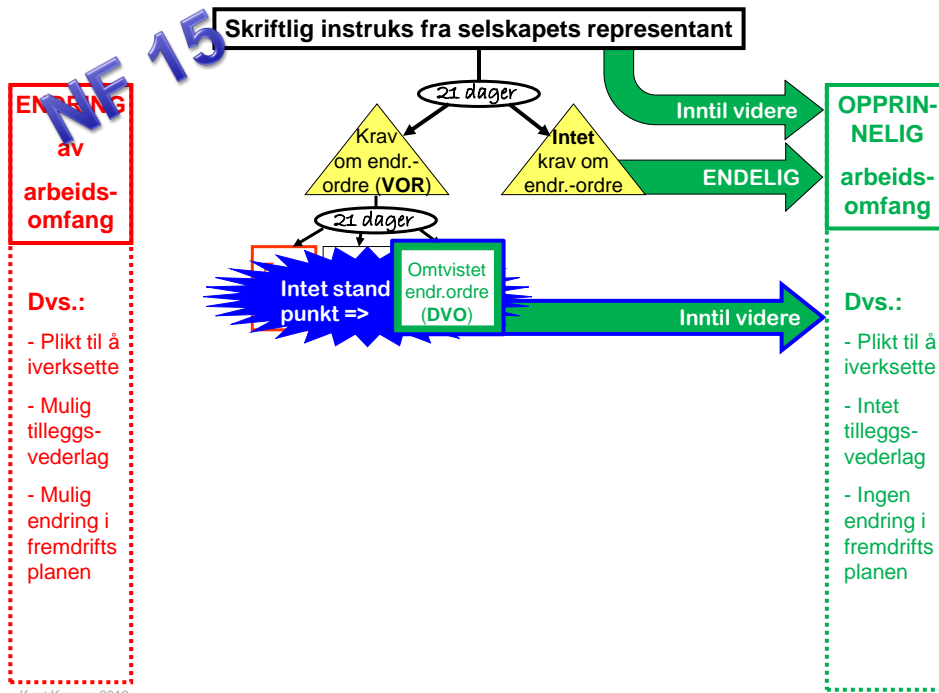 NF 15
Skriftlig instruks fra selskapets representant
21 dager
ENDRING
av
arbeids-
omfang
Krav
om endr.-
ordre (VOR)
Intet
krav om
endr.-ordre
Inntil videre
ENDELIG
OPPRIN-
NELIG
arbeids-
omfang
21 dager
Intet stand
punkt =>
Omtvistet
endr.ordre
(DVO)
Inntil videre
Dvs.:
- Plikt til å
iverksette
- Mulig
tilleggs-
vederlag
- Mulig
endring i
fremdrifts
planen
Dvs.:
- Plikt til å
iverksette
- Intet
tilleggs-
vederlag
- Ingen
endring i
fremdrifts
planen